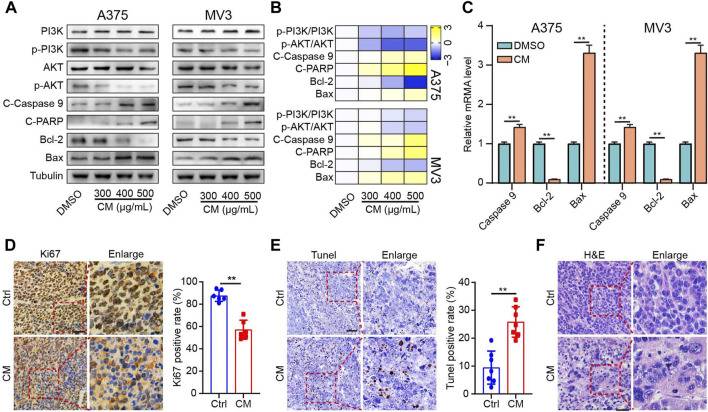 A
A375
MV3
PI3K
p-PI3K
AKT
p-AKT
C-Caspase 9
C-PARP
Bcl-2
Bax
Tubulin
DMSO 300 400 500
CM (μg/mL)
DMSO 300 400 500
CM (μg/mL)
B
3
0
-3
p-PI3K/PI3K
p-AKT/AKT
C-Caspase 9
C-PARP
Bcl-2
Bax
A375
p-PI3K/PI3K
p-AKT/AKT
C-Caspase 9
C-PARP
Bcl-2
Bax
MV3
DMSO 300 400 500
CM (μg/mL)
C
A375 MV3
DMSO
CM
Relative mRNA level
4
3
2
1
0
** ** ** ** ** **
Caspase 9 Bcl-2 Bax Caspase 9 Bcl-2 Bax
D
Ki67 Enlarge
Ctrl
CM
Ki67 positive rate (%)
**
120
90
60
30
0
Ctrl CM
E
Tunel Enlarge
Ctrl
CM
Tunel positive rate (%)
**
40
30
20
10
0
Ctrl CM
F
H&E Enlarge
Ctrl
CM